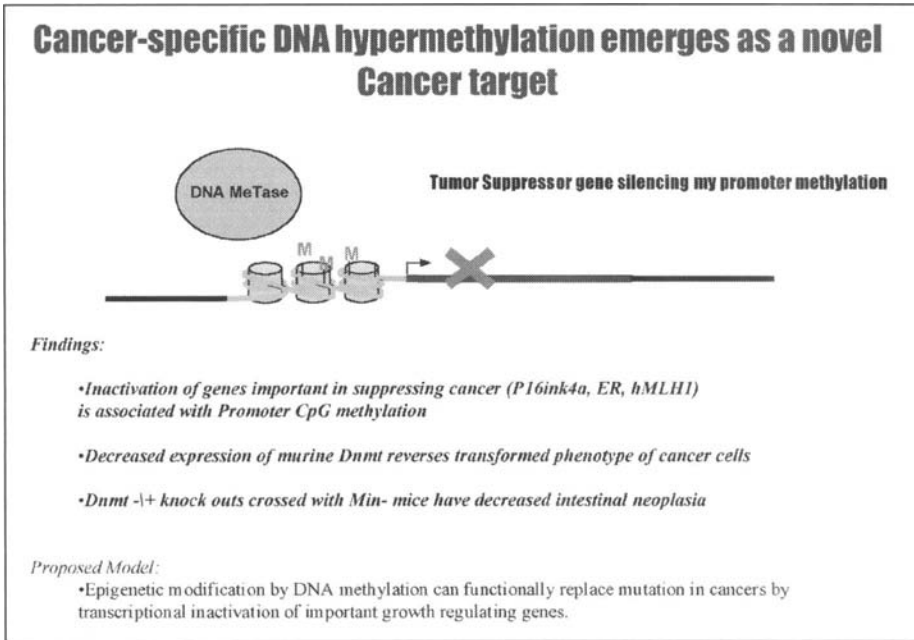 Cancer-specific DNA hypermethylation emerges as a novel
Cancer target
DNA MeTase
Tumor Suppressor gene silencing my promoter methylation
M
M
M
Findings:
•Inactivation of genes important in suppressing cancer (P16ink4a, ER, hMLH1)
is associated with Promoter CpG methylation
•Decreased expression of murine Dnmt reverses transformed phenotype of cancer cells
•Dnmt -\+ knock outs crossed with Min- mice have decreased intestinal neoplasia
Proposed Model:
•Epigenetic modification by DNA methylation can functionally replace mutation in cancers by
transcriptional inactivation of important growth regulating genes.